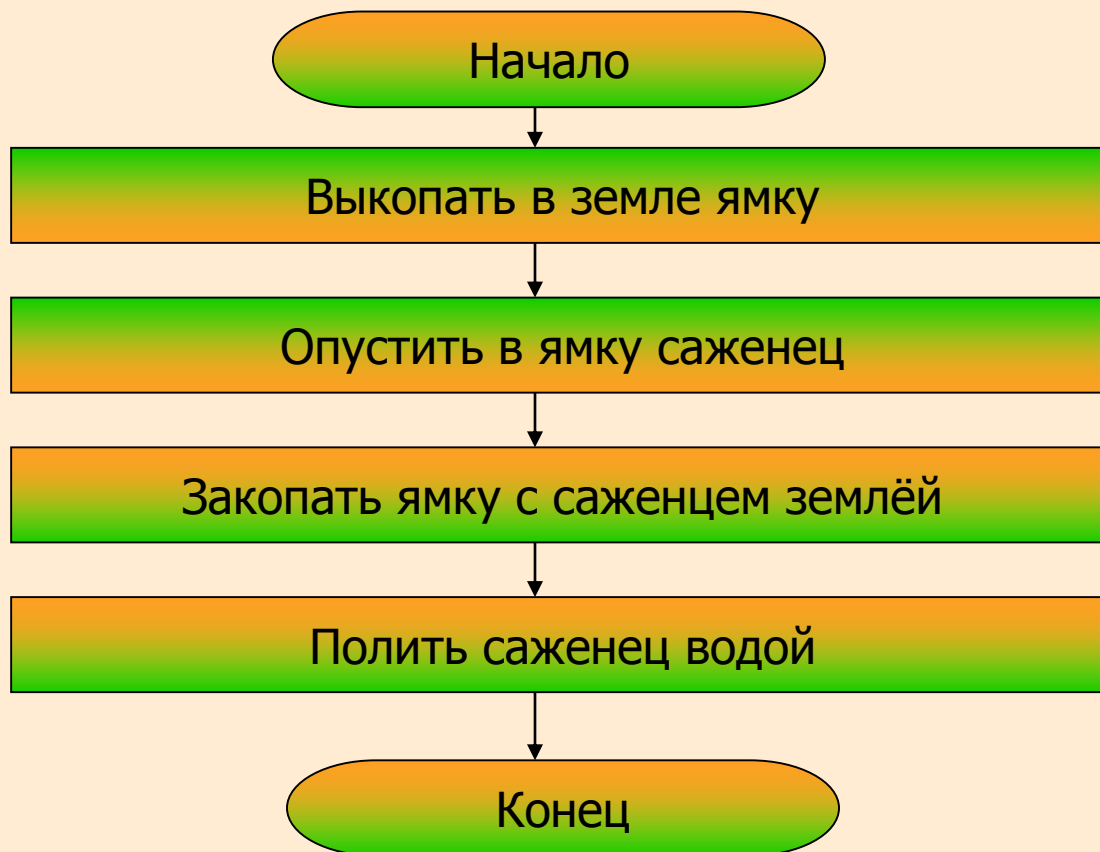 Начало
Выкопать в земле ямку
Опустить в ямку саженец
Закопать ямку с саженцем землёй
Полить саженец водой
Конец